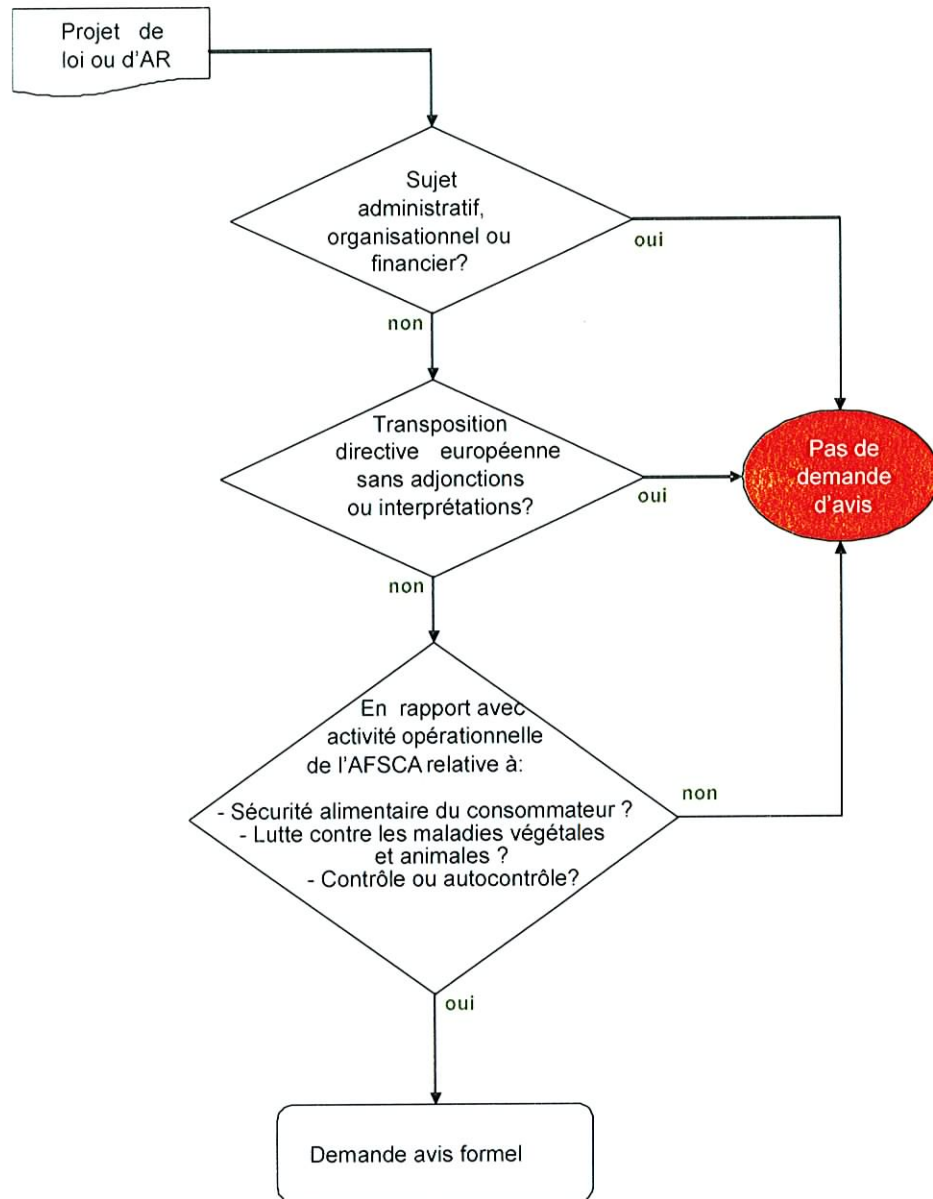 Projet de
loi ou d'AR
Sujet
administratif,
organisationnel ou
financier?
oui
non
Transposition
directive européenne
sans adjonctions
ou interprétations?
oui
Pas de
demande
d'avis
non
En rapport avec
activité opérationnelle
de l'AFSCA relative à:
- Sécurité alimentaire du consommateur ?
- Lutte contre les maladies végétales
et animales ?
- Contrôle ou autocontrôle?
non
oui
Demande avis formel